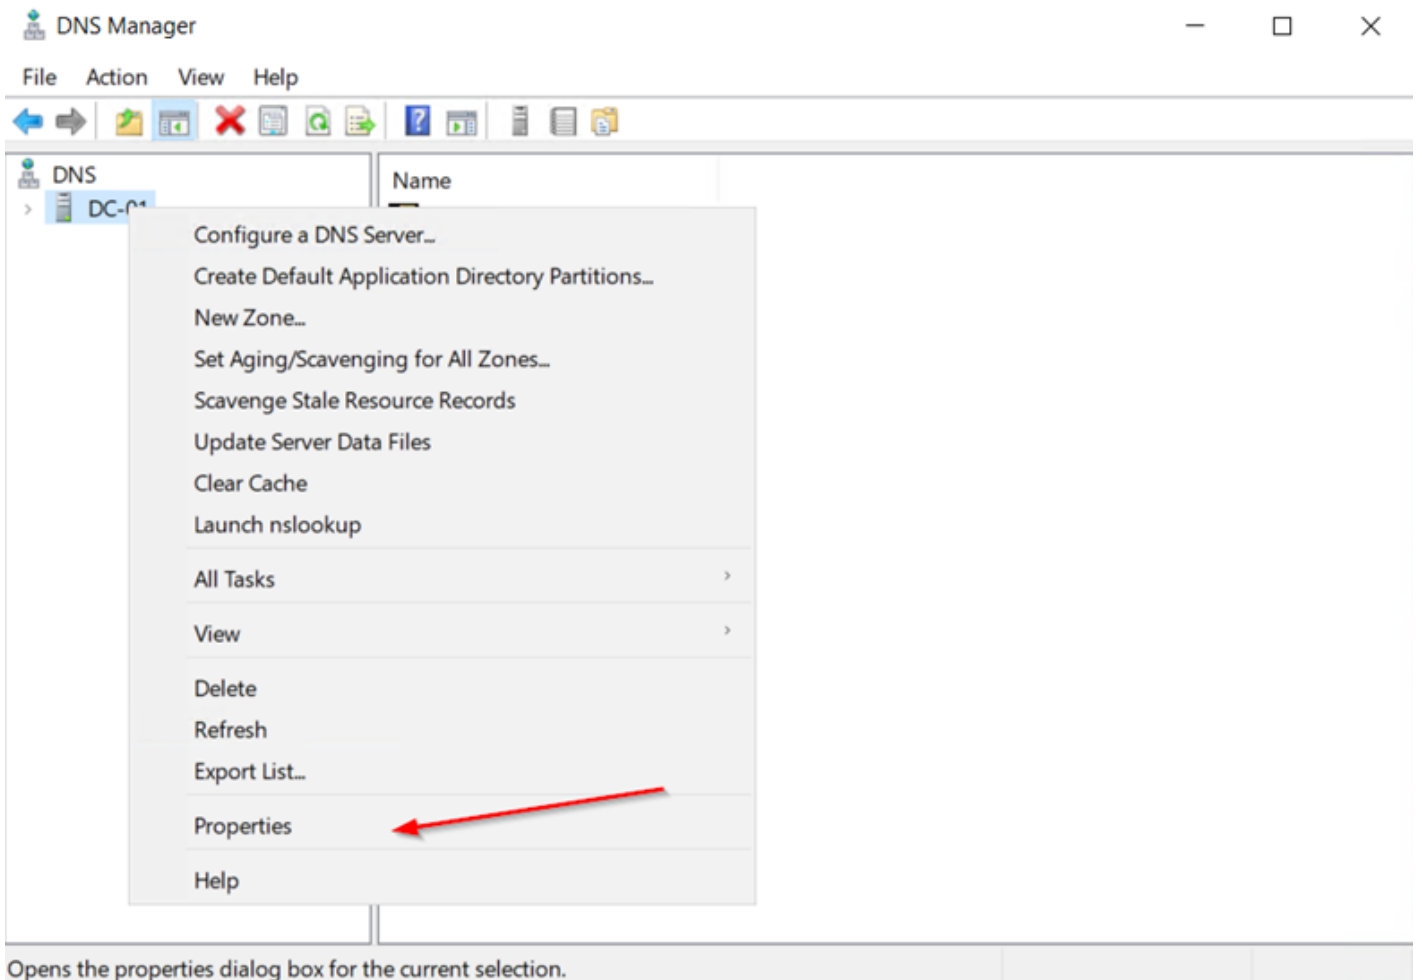 DNS Manager
File Action View Help
DNS
Name
DC-01
Configure a DNS Server...
Create Default Application Directory Partitions...
New Zone...
Set Aging/Scavenging for All Zones...
Scavenge Stale Resource Records
Update Server Data Files
Clear Cache
Launch nslookup
All Tasks
View
Delete
Refresh
Export List...
Properties
Help
Opens the properties dialog box for the current selection.